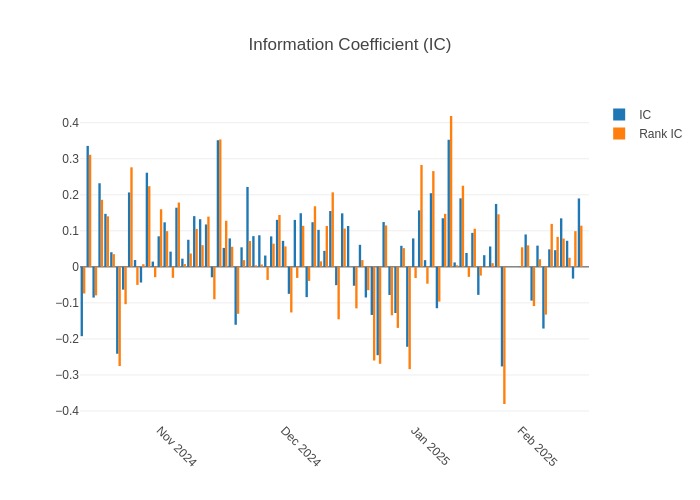 Information Coefficient (IC)
IC
Rank IC
0.4
0.3
0.2
0.1
0
−0.1
−0.2
−0.3
−0.4
Nov 2024
Dec 2024
Jan 2025
Feb 2025